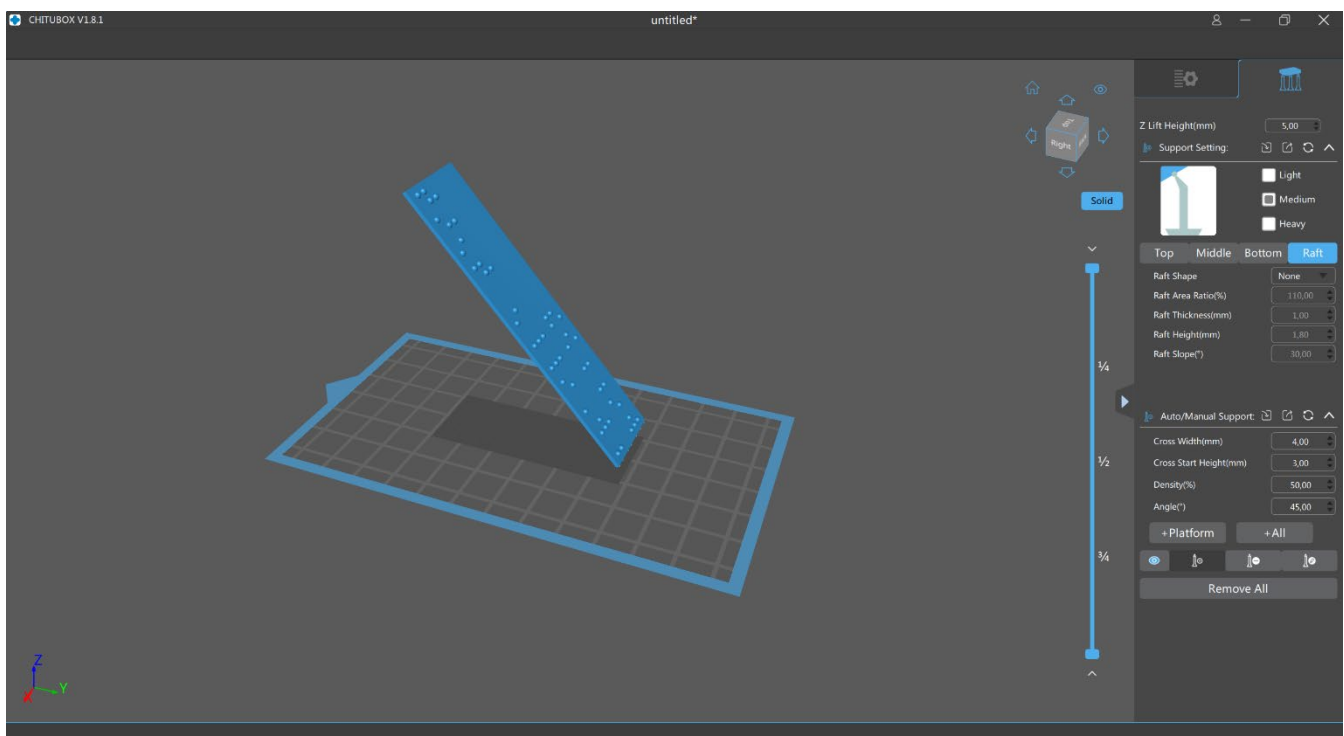 CHITUBOX V1.8.1
untitled*
Z Lift Height(mm) 5,00
Support Setting:
Light
Medium
Heavy
Top Middle Bottom Raft
Raft Shape None
Raft Area Ratio(%) 110,00
Raft Thickness(mm) 1,00
Raft Height(mm) 1,80
Raft Slope(°) 30,00
Auto/Manual Support:
Cross Width(mm) 4,00
Cross Start Height(mm) 3,00
Density(%) 50,00
Angle(°) 45,00
+Platform +All
Remove All
Right
Solid
1/4
1/2
3/4
Z
X
Y